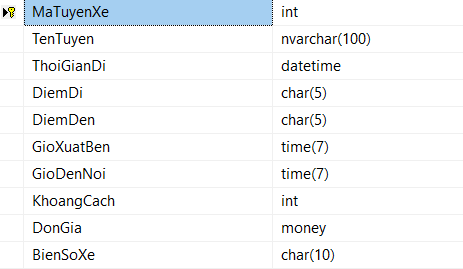 MaTuyenXe int
TenTuyen nvarchar(100)
ThoiGianDi datetime
DiemDi char(5)
DiemDen char(5)
GioXuatBen time(7)
GioDenNoi time(7)
KhoangCach int
DonGia money
BienSoXe char(10)